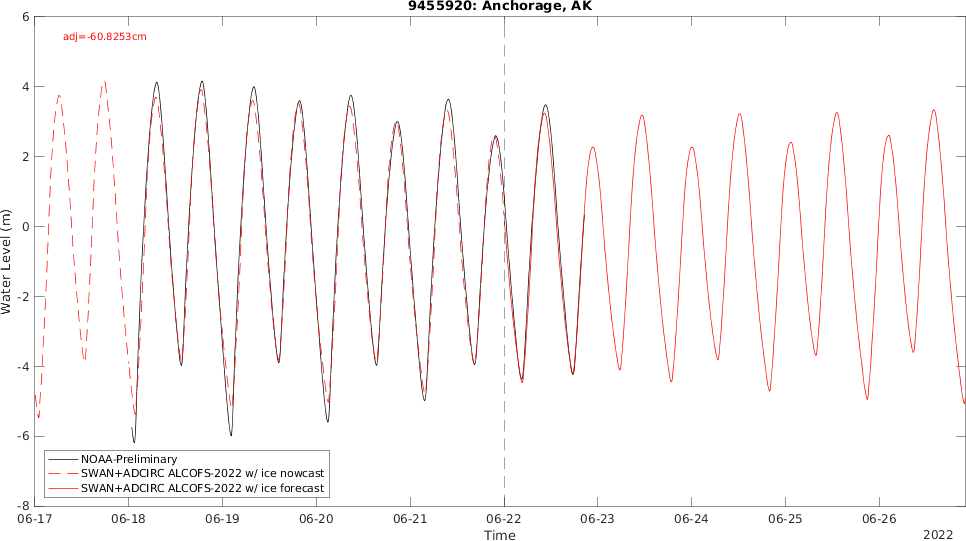 9455920: Anchorage, AK
adj=-60.8253cm
6
4
2
0
-2
-4
-6
-8
Water Level (m)
NOAA-Preliminary
SWAN+ADCIRC ALCOFS-2022 w/ ice nowcast
SWAN+ADCIRC ALCOFS-2022 w/ ice forecast
06-17 06-18 06-19 06-20 06-21 06-22 06-23 06-24 06-25 06-26
Time
2022